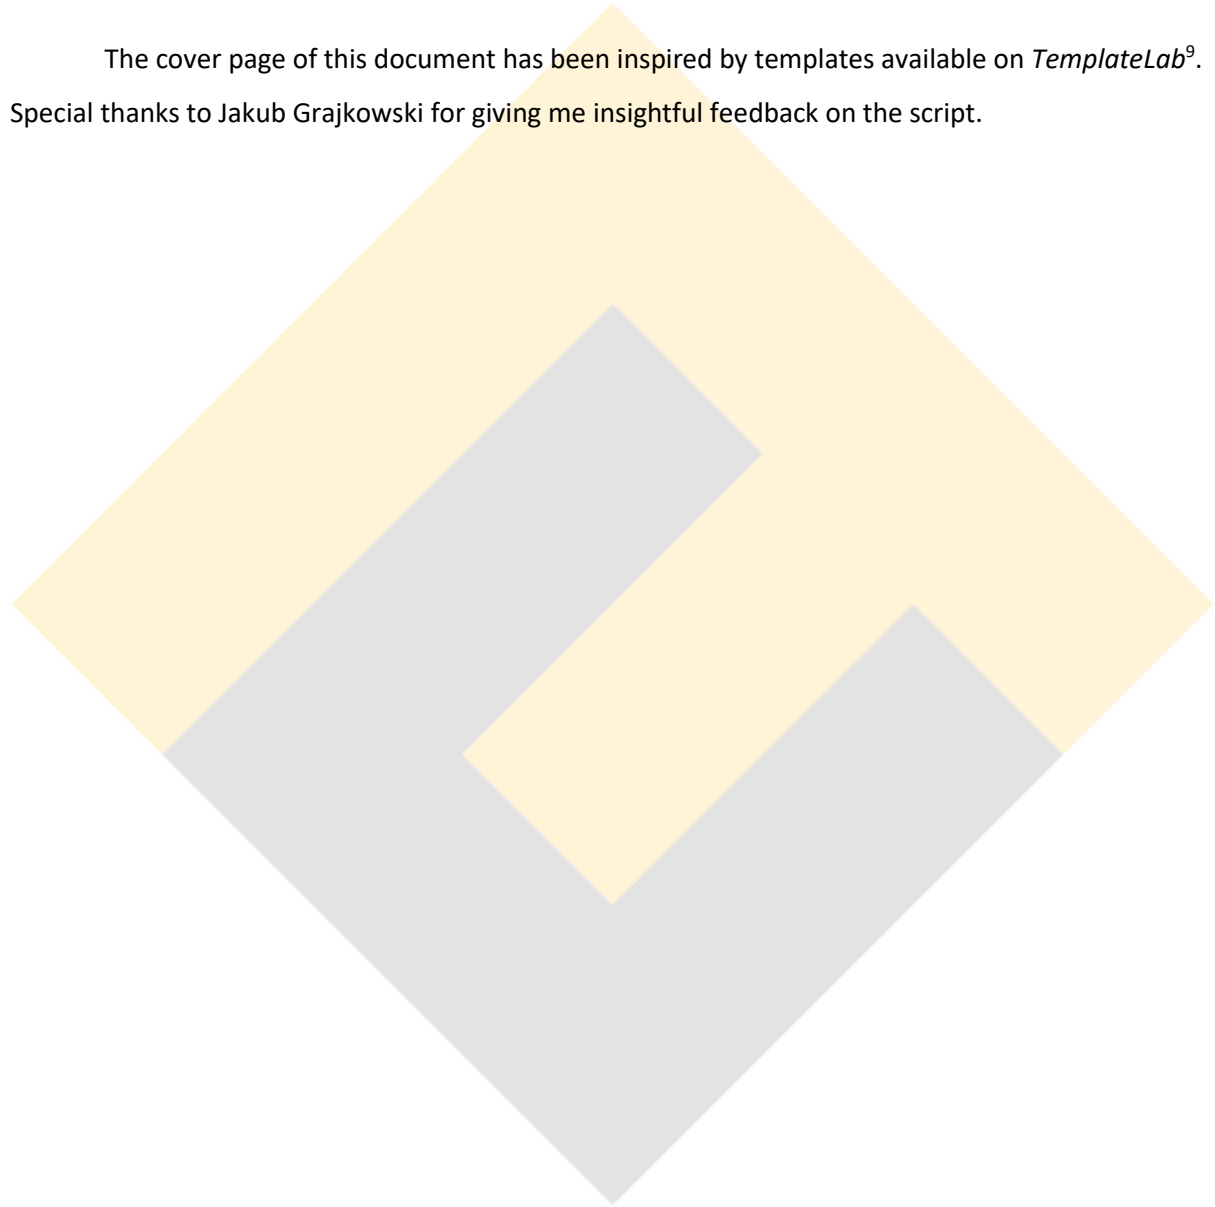 The cover page of this document has been inspired by templates available on TemplateLab⁹.
Special thanks to Jakub Grajkowski for giving me insightful feedback on the script.